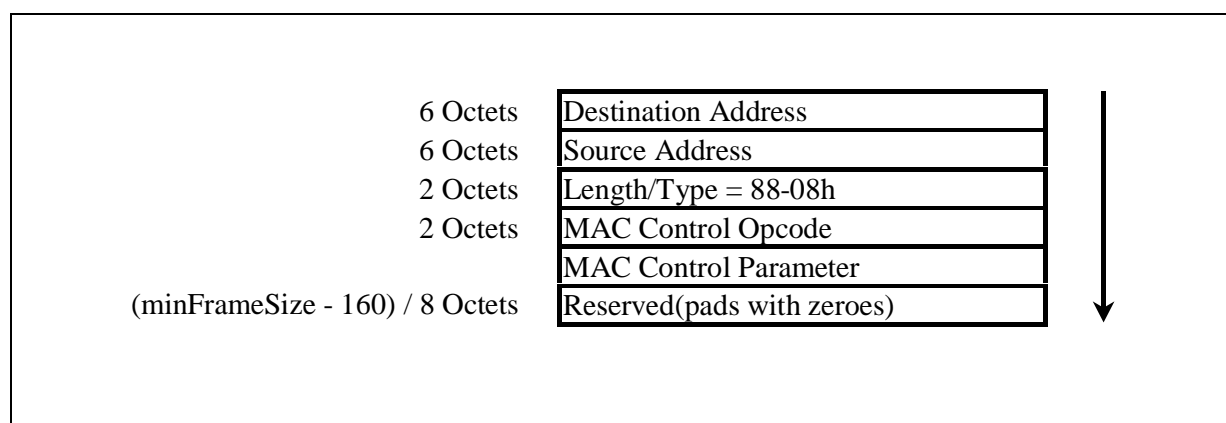 6 Octets Destination Address
6 Octets Source Address
2 Octets Length/Type = 88-08h
2 Octets MAC Control Opcode
MAC Control Parameter
(minFrameSize - 160) / 8 Octets Reserved(pads with zeroes)